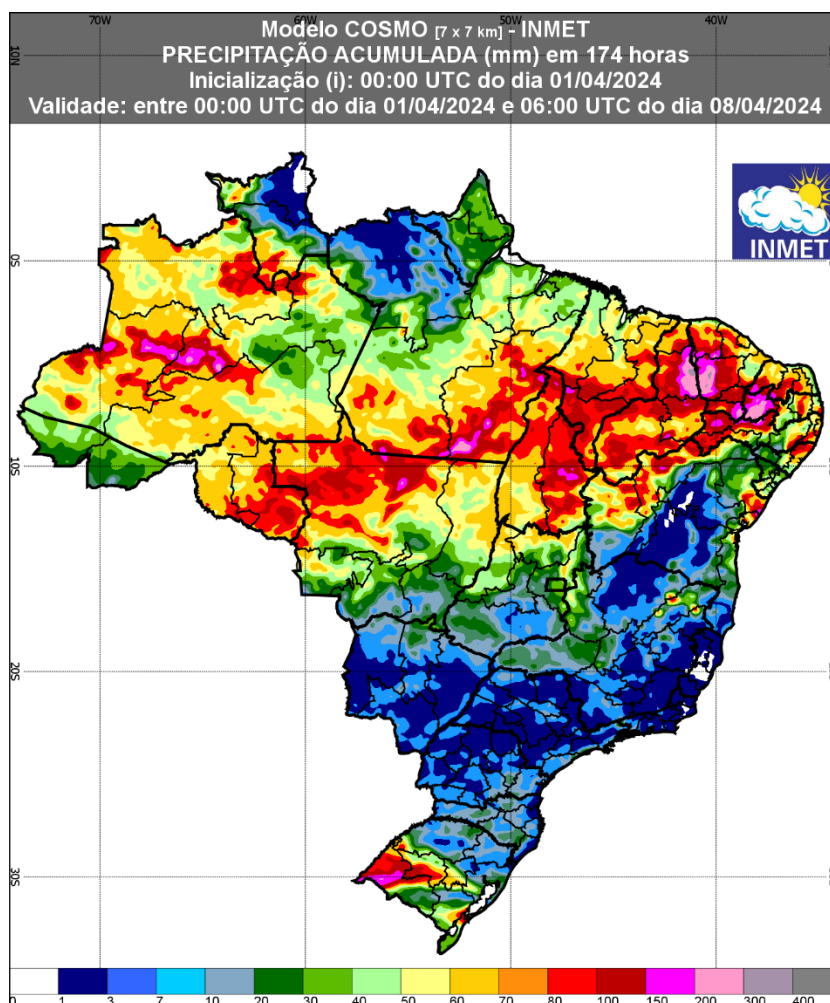 Modelo COSMO [7 x 7 km] - INMET
PRECIPITAÇÃO ACUMULADA (mm) em 174 horas
Inicialização (i): 00:00 UTC do dia 01/04/2024
Validade: entre 00:00 UTC do dia 01/04/2024 e 06:00 UTC do dia 08/04/2024
70W 60W 50W 40W
10N
INMET
0S
10S
20S
30S
0 1 3 7 10 20 30 40 50 60 70 80 100 150 200 300 400